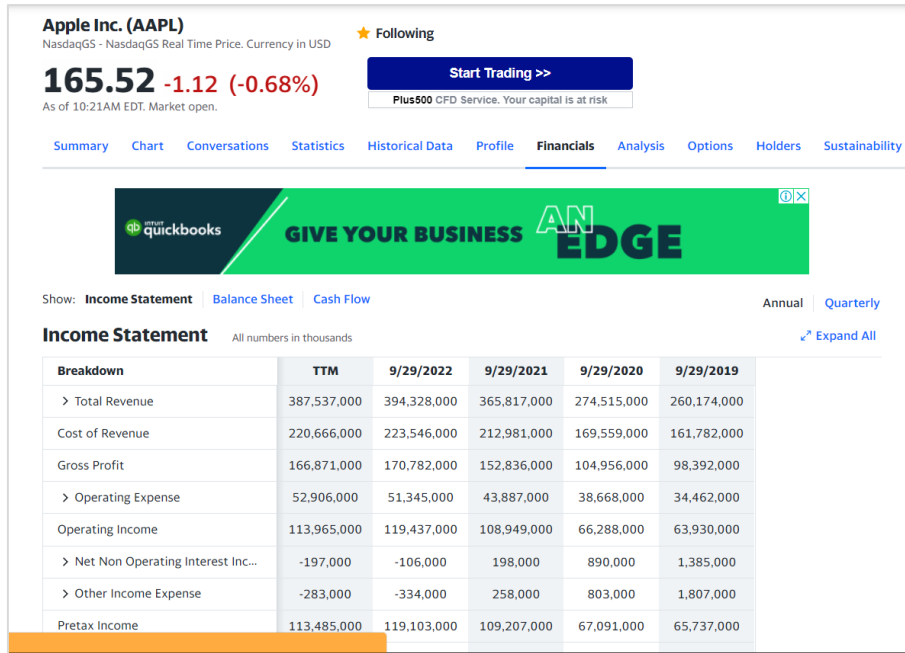 Apple Inc. (AAPL)
NasdaqGS - NasdaqGS Real Time Price. Currency in USD
Following
165.52 -1.12 (-0.68%)
As of 10:21AM EDT. Market open.
Start Trading >>
Plus500 CFD Service. Your capital is at risk
Summary Chart Conversations Statistics Historical Data Profile Financials Analysis Options Holders Sustainability
qb INTUIT quickbooks
GIVE YOUR BUSINESS AN EDGE
Show: Income Statement Balance Sheet Cash Flow
Annual Quarterly
Income Statement All numbers in thousands
Expand All
Breakdown TTM 9/29/2022 9/29/2021 9/29/2020 9/29/2019
> Total Revenue 387,537,000 394,328,000 365,817,000 274,515,000 260,174,000
Cost of Revenue 220,666,000 223,546,000 212,981,000 169,559,000 161,782,000
Gross Profit 166,871,000 170,782,000 152,836,000 104,956,000 98,392,000
> Operating Expense 52,906,000 51,345,000 43,887,000 38,668,000 34,462,000
Operating Income 113,965,000 119,437,000 108,949,000 66,288,000 63,930,000
> Net Non Operating Interest Inc... -197,000 -106,000 198,000 890,000 1,385,000
> Other Income Expense -283,000 -334,000 258,000 803,000 1,807,000
Pretax Income 113,485,000 119,103,000 109,207,000 67,091,000 65,737,000